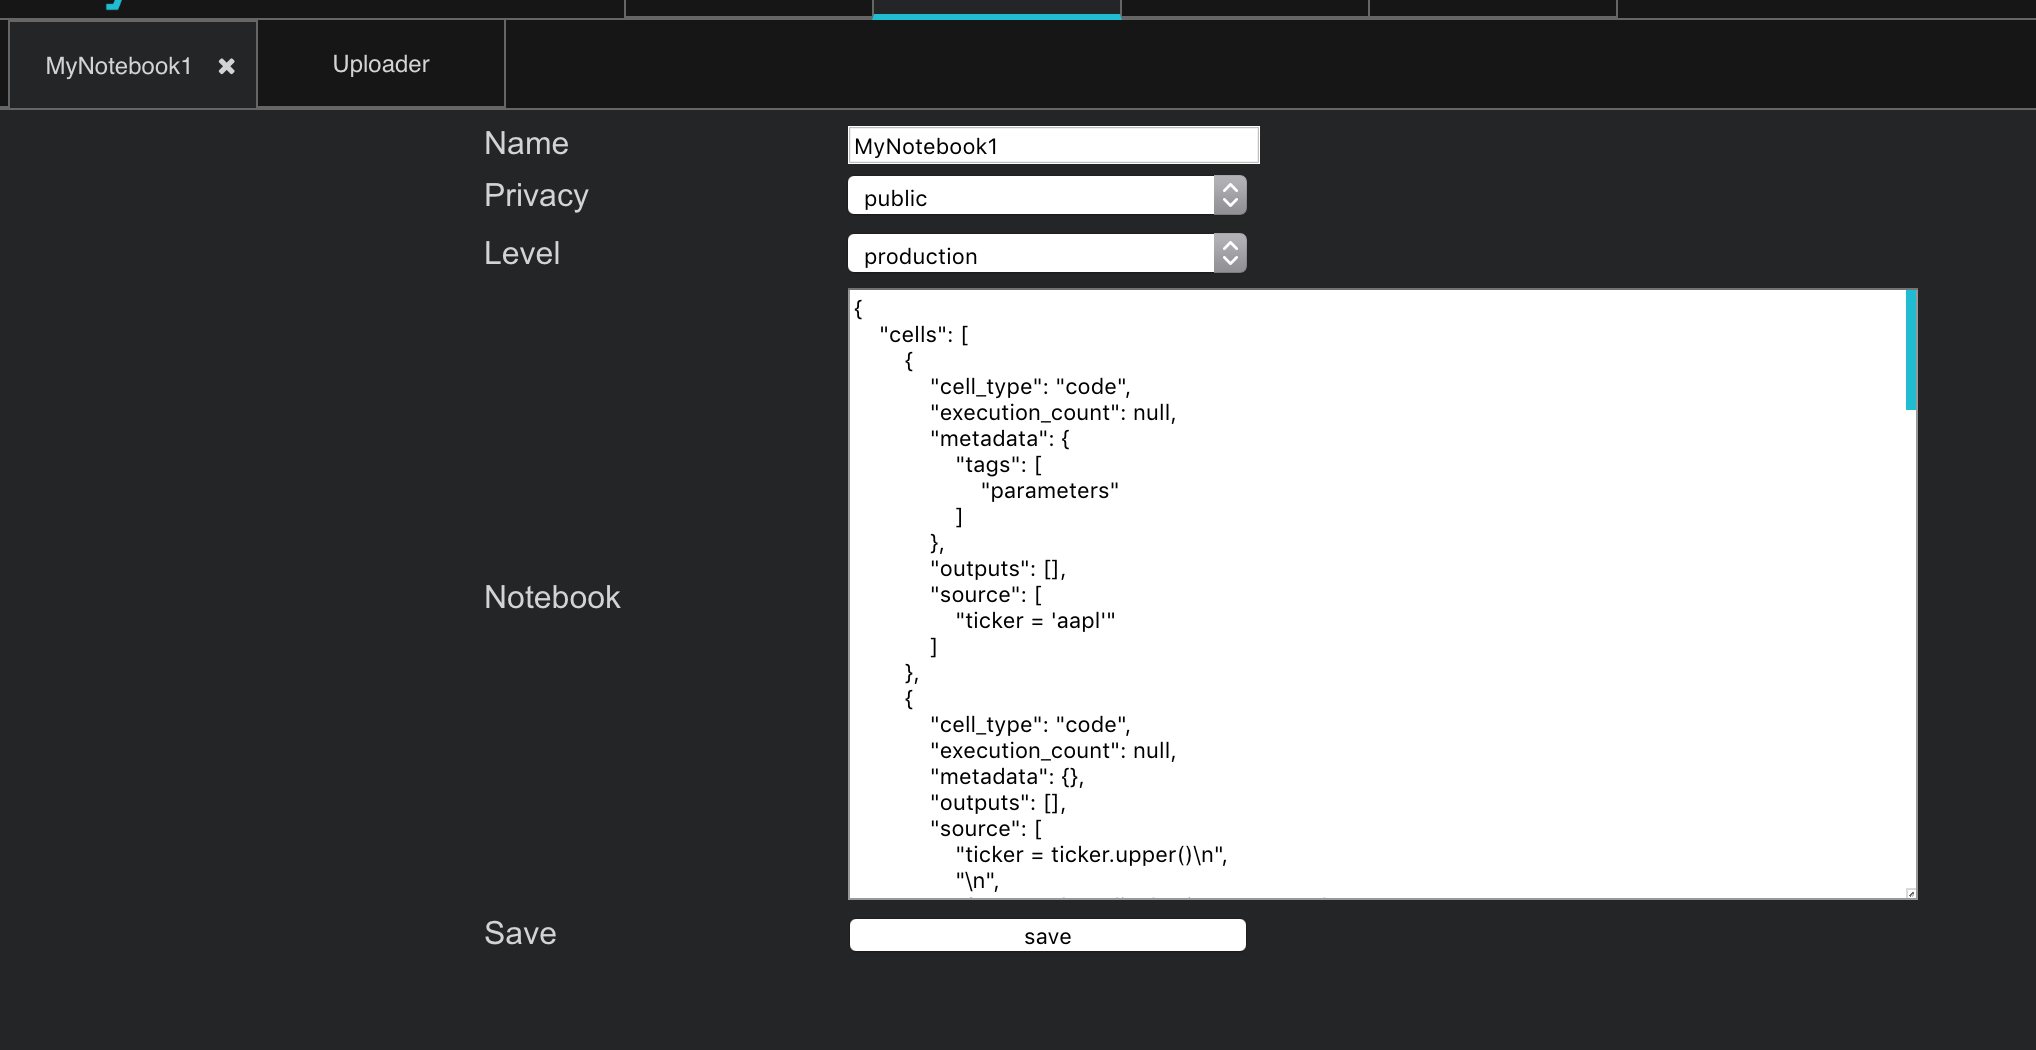 MyNotebook1 ✖ Uploader
Name MyNotebook1
Privacy public
Level production
{
"cells": [
{
"cell_type": "code",
"execution_count": null,
"metadata": {
"tags": [
"parameters"
]
},
"outputs": [],
Notebook
"source": [
"ticker = 'aapl'"
]
},
{
"cell_type": "code",
"execution_count": null,
"metadata": {},
"outputs": [],
"source": [
"ticker = ticker.upper()\n",
"\n",
Save save